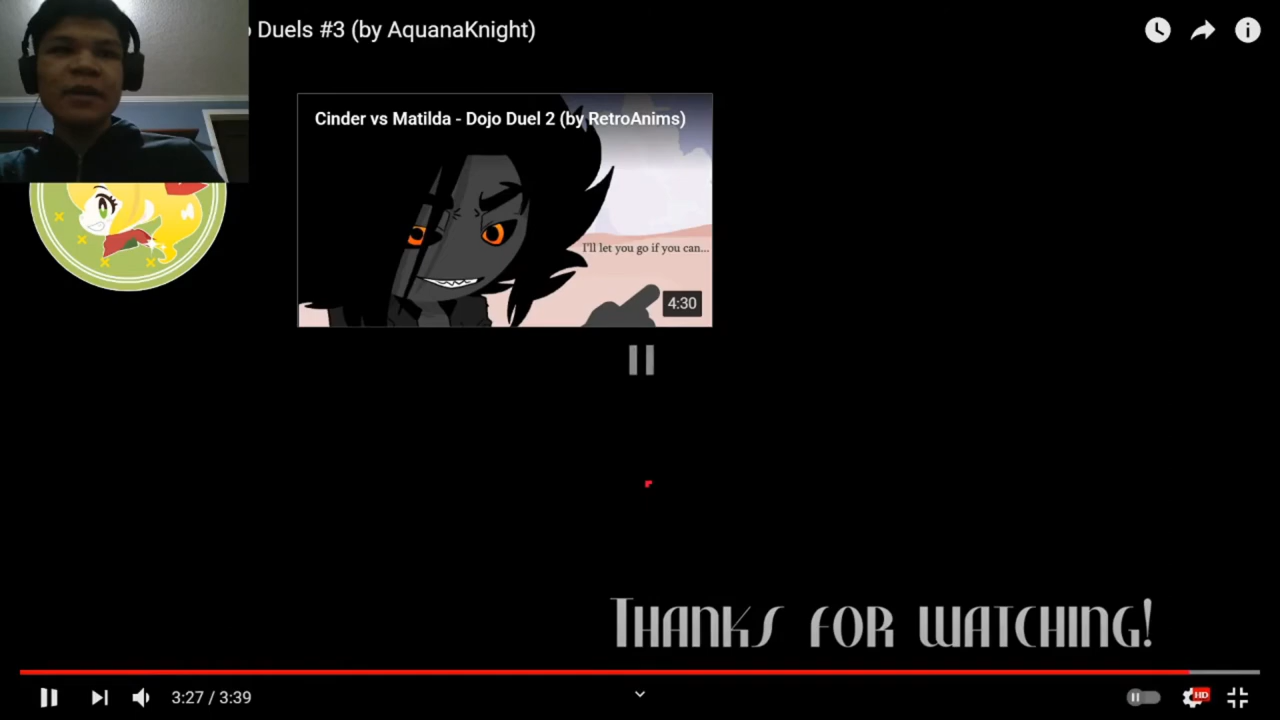 Duels #3 (by AquanaKnight)
Cinder vs Matilda - Dojo Duel 2 (by RetroAnims)
I'll let you go if you can...
4:30
THANKS FOR WATCHING!
3:27 / 3:39
HD